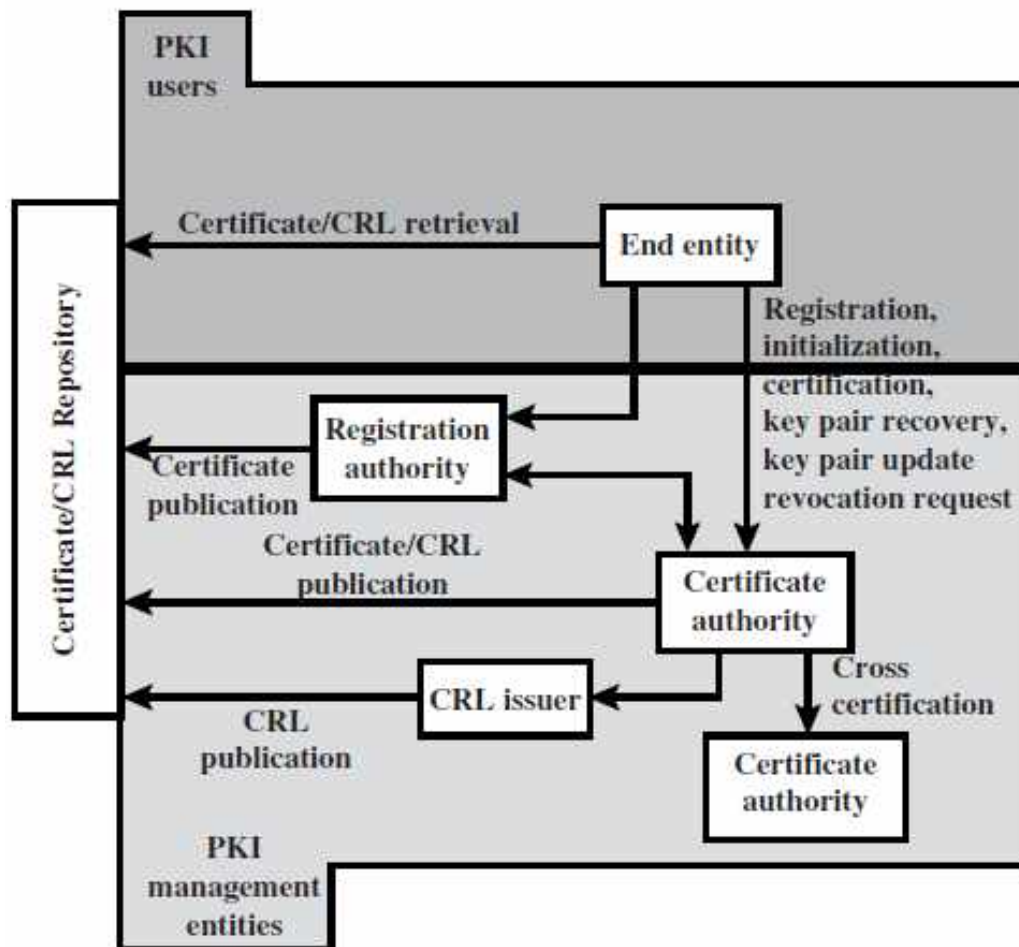 PKI
users
Certificate/CRL retrieval
End entity
Certificate/CRL Repository
Registration,
initialization,
certification,
key pair recovery,
key pair update
revocation request
Registration
authority
Certificate
publication
Certificate/CRL
publication
Certificate
authority
CRL issuer
CRL
publication
Cross
certification
Certificate
authority
PKI
management
entities